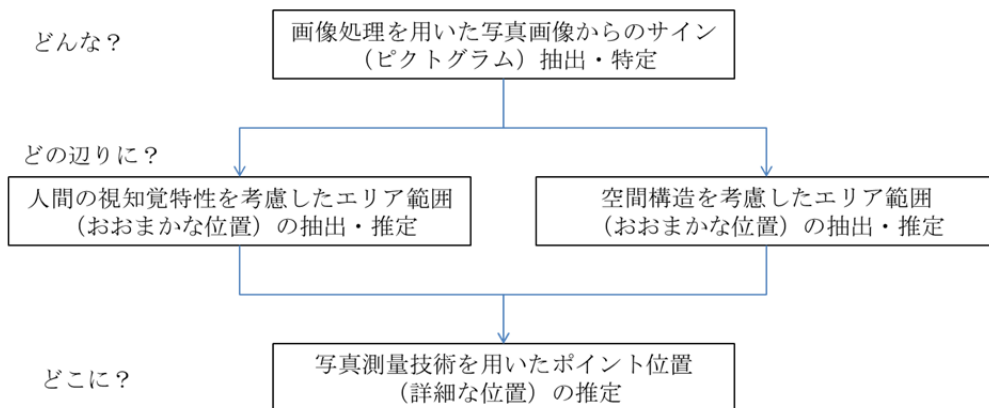 どんな？
画像処理を用いた写真画像からのサイン
（ピクトグラム）抽出・特定
どの辺りに？
人間の視知覚特性を考慮したエリア範囲
（おおまかな位置）の抽出・推定
空間構造を考慮したエリア範囲
（おおまかな位置）の抽出・推定
どこに？
写真測量技術を用いたポイント位置
（詳細な位置）の推定